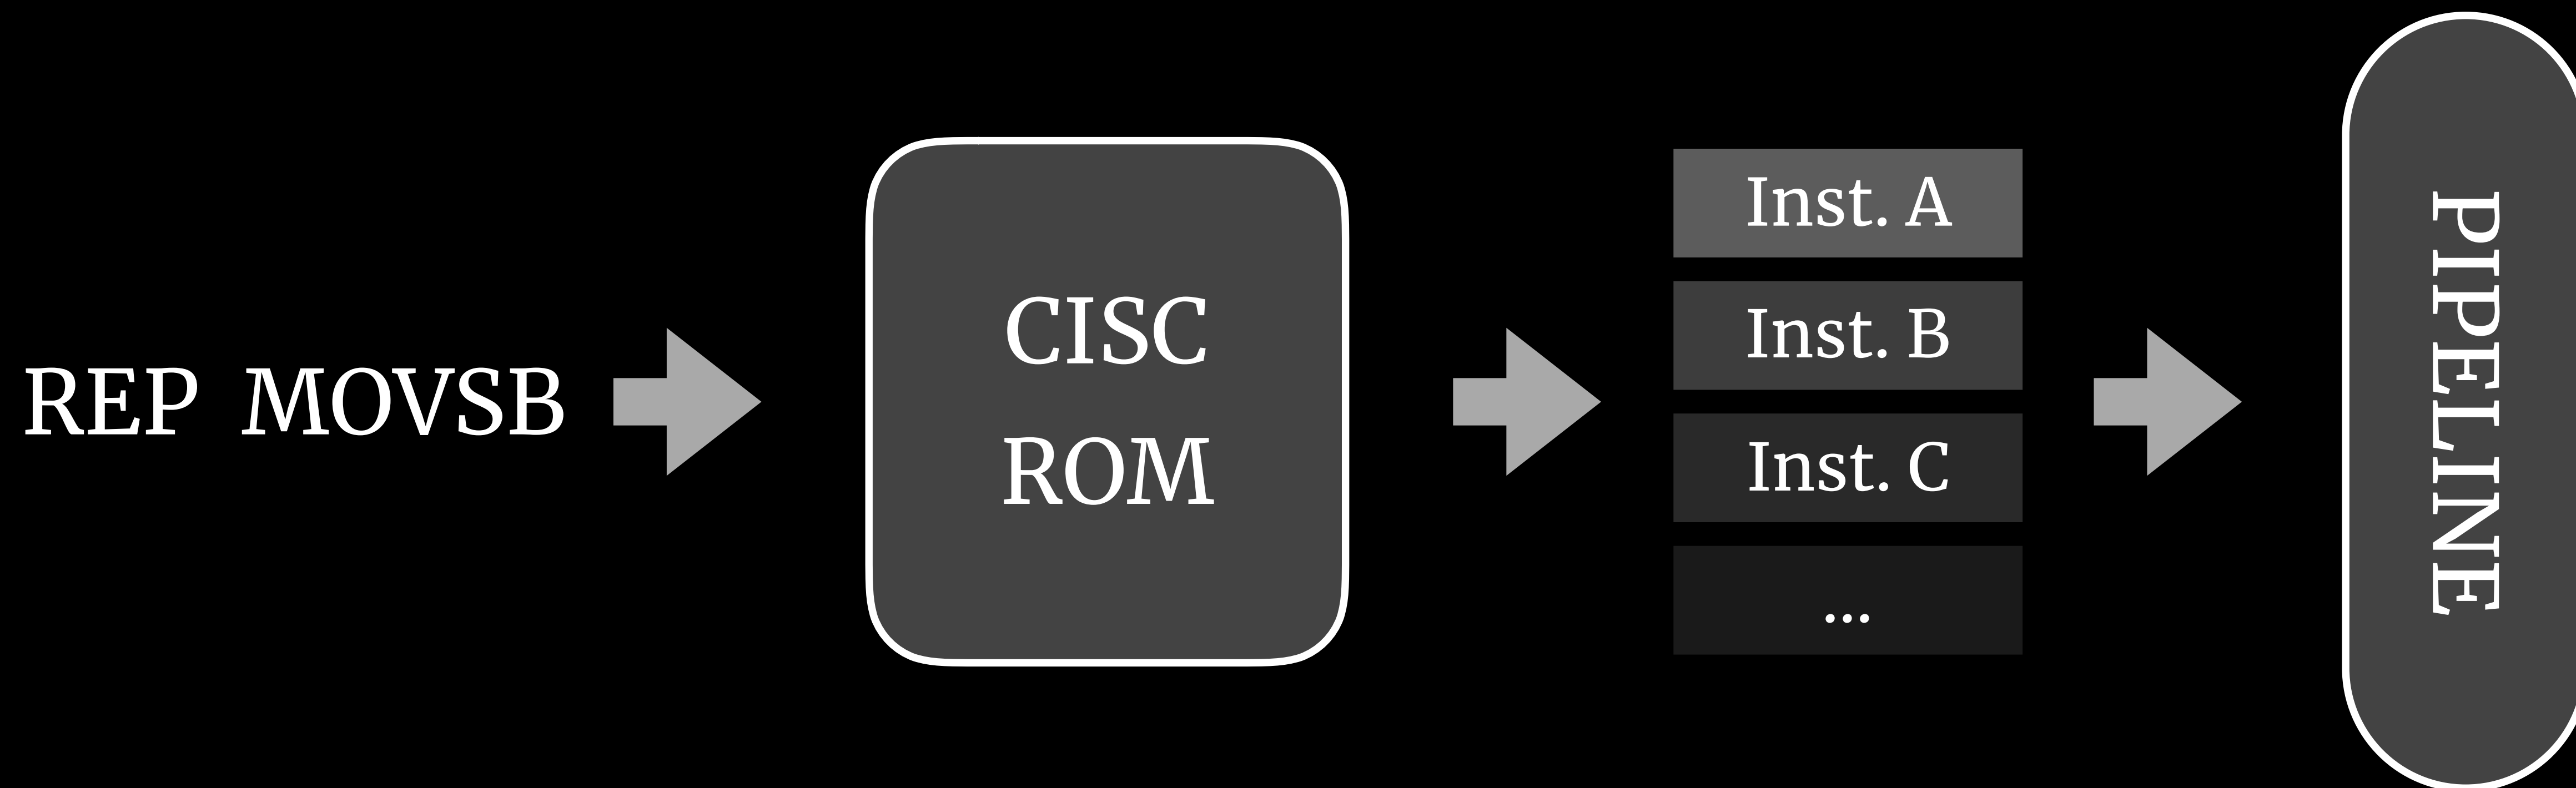 REP MOVSB
CISC
ROM
Inst. A
Inst. B
Inst. C
...
PIPELINE